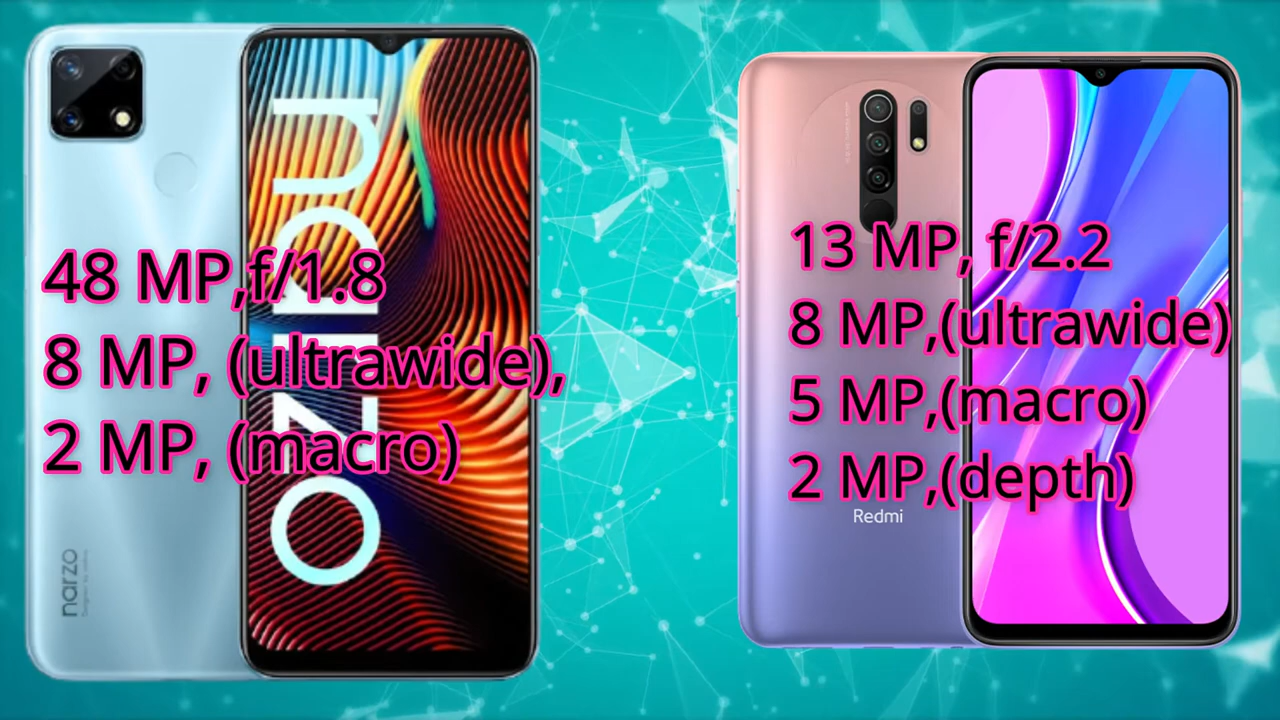 narzo
48 MP,f/1.8
8 MP, (ultrawide),
2 MP, (macro)
narzo
13 MP, f/2.2
8 MP,(ultrawide)
5 MP,(macro)
2 MP,(depth)
Redmi